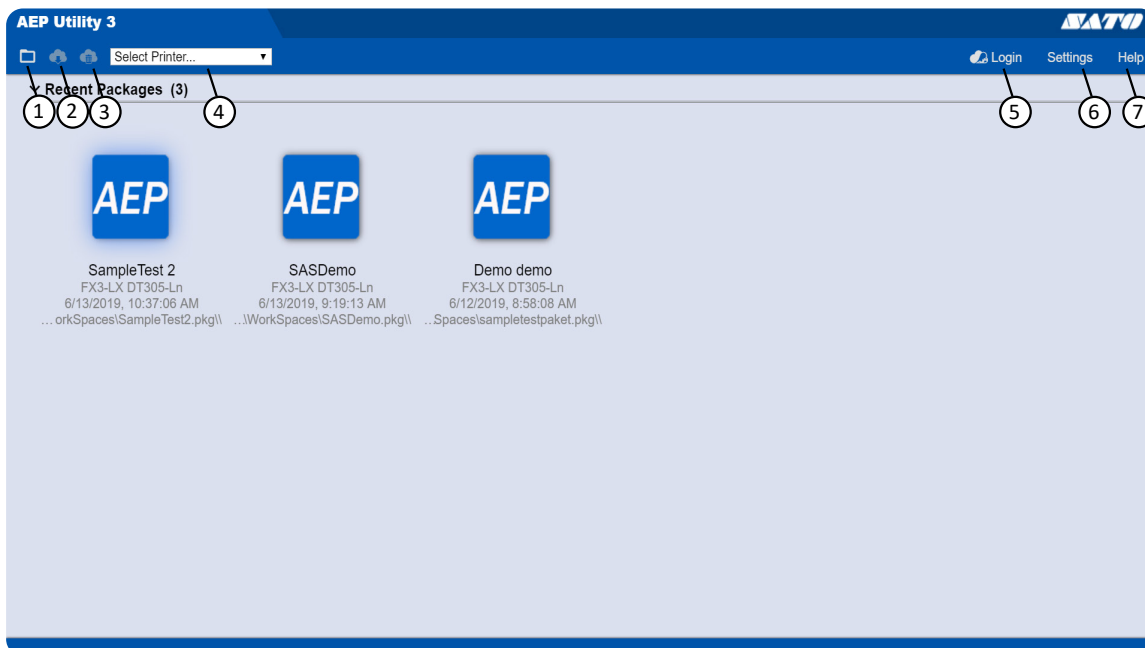 AEP Utility 3
SATO
Select Printer...
Login Settings Help
Recent Packages (3)
1 2 3 4 5 6 7
AEP AEP AEP
SampleTest 2 SASDemo Demo demo
FX3-LX DT305-Ln FX3-LX DT305-Ln FX3-LX DT305-Ln
6/13/2019, 10:37:06 AM 6/13/2019, 9:19:13 AM 6/12/2019, 8:58:08 AM
...orkSpaces\SampleTest2.pkg\\ ...\WorkSpaces\SASDemo.pkg\\ ...Spaces\sampletestpaket.pkg\\